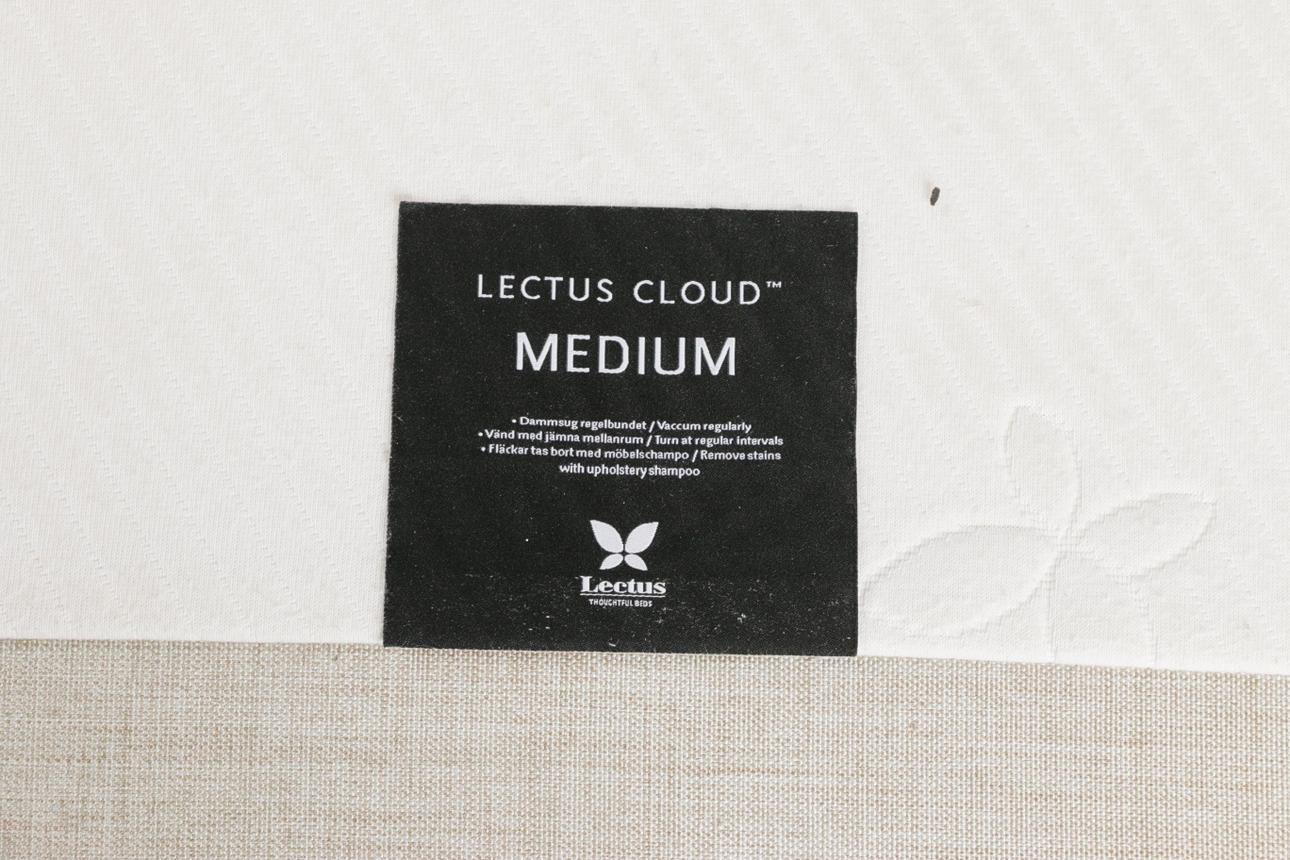 LECTUS CLOUD™
MEDIUM
• Dammsug regelbundet / Vaccum regularly
• Vänd med jämna mellanrum / Turn at regular intervals
• Fläckar tas bort med möbelschampo / Remove stains
with upholstery shampoo
Lectus
THOUGHTFUL BEDS